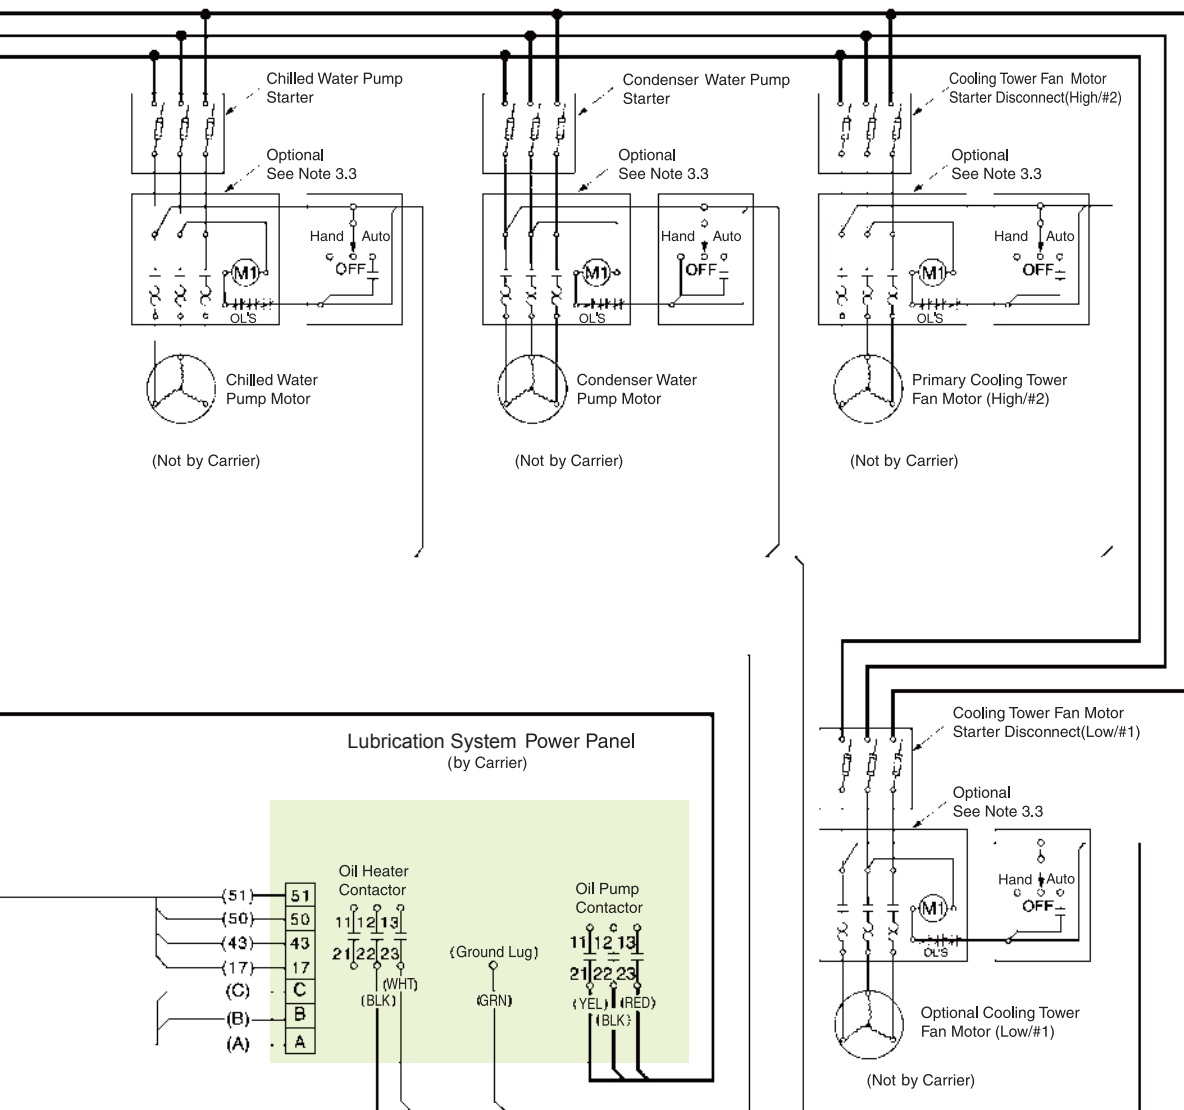 Chilled Water Pump
Starter
Condenser Water Pump
Starter
Cooling Tower Fan Motor
Starter Disconnect(High/#2)
Optional
See Note 3.3
Optional
See Note 3.3
Optional
See Note 3.3
Hand Auto
OFF
M1
OL'S
Hand Auto
OFF
M1
OL'S
Hand Auto
OFF
M1
OL'S
Chilled Water
Pump Motor
Condenser Water
Pump Motor
Primary Cooling Tower
Fan Motor (High/#2)
(Not by Carrier)
(Not by Carrier)
(Not by Carrier)
Cooling Tower Fan Motor
Starter Disconnect(Low/#1)
Optional
See Note 3.3
Hand Auto
OFF
M1
OL'S
Optional Cooling Tower
Fan Motor (Low/#1)
(Not by Carrier)
Lubrication System Power Panel
(by Carrier)
Oil Heater
Contactor
11 12 13
21 22 23
(WHT)
(BLK)
(Ground Lug)
(GRN)
Oil Pump
Contactor
11 12 13
21 22 23
(YEL) (RED)
(BLK)
(51) 51
(50) 50
(43) 43
(17) 17
(C) C
(B) B
(A) A